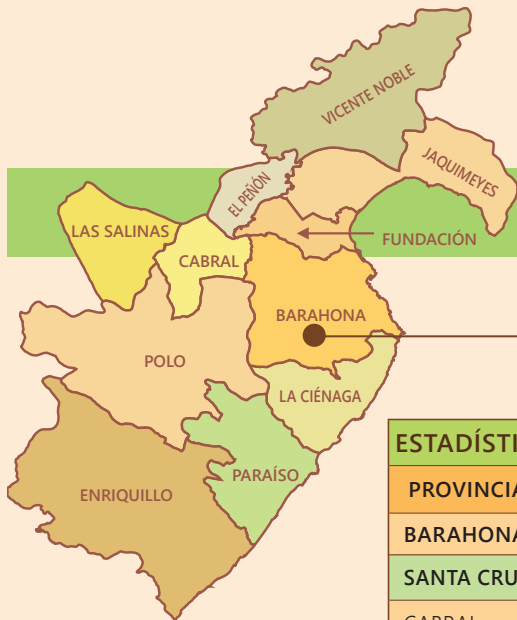 VICENTE NOBLE
JAQUIMEYES
EL PEÑÓN
LAS SALINAS
FUNDACIÓN
CABRAL
BARAHONA
POLO
LA CIÉNAGA
PARAÍSO
ENRIQUILLO
ESTADÍSTI
PROVINCIA
BARAHONA
SANTA CRU
CABRAL